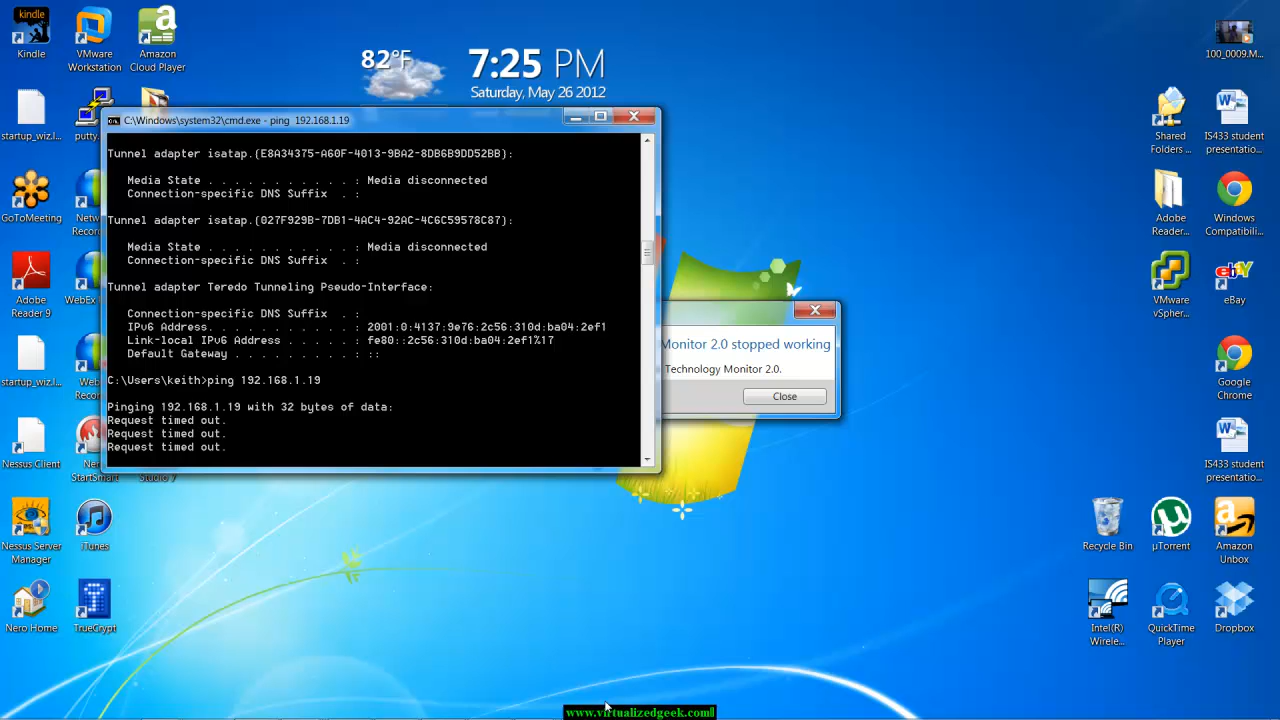 kindle
Kindle
VMware
Workstation
Amazon
Cloud Player
82°F
7:25 PM
Saturday, May 26 2012
100_0009.M...
startup_wiz.l...
putty.
C:\Windows\system32\cmd.exe - ping 192.168.1.19
Tunnel adapter isatap.{E8A34375-A60F-4013-9BA2-8DB6B9DD52BB}:
Media State . . . . . . . . . . . : Media disconnected
Connection-specific DNS Suffix . :
Tunnel adapter isatap.{027F929B-7DB1-4AC4-92AC-4C6C59578C87}:
Media State . . . . . . . . . . . : Media disconnected
Connection-specific DNS Suffix . :
Tunnel adapter Teredo Tunneling Pseudo-Interface:
Connection-specific DNS Suffix . :
IPv6 Address. . . . . . . . . . . : 2001:0:4137:9e76:2c56:310d:ba04:2ef1
Link-local IPv6 Address . . . . . : fe80::2c56:310d:ba04:2ef1%17
Default Gateway . . . . . . . . . : ::
C:\Users\keith>ping 192.168.1.19
Pinging 192.168.1.19 with 32 bytes of data:
Request timed out.
Request timed out.
Request timed out.
Monitor 2.0 stopped working
Technology Monitor 2.0.
Close
Shared
Folders ...
IS433 student
presentatio...
GoToMeeting
Netw
Recor
Adobe
Reader...
Windows
Compatibili...
Adobe
Reader 9
WebEx
VMware
vSpher...
ebay
eBay
startup_wiz.l...
Web
Recor
Google
Chrome
Nessus Client
Ner
StartSmart
Studio 7
IS433 student
presentatio...
Nessus Server
Manager
iTunes
Recycle Bin
µTorrent
Amazon
Unbox
Nero Home
TrueCrypt
Intel(R)
Wirele...
QuickTime
Player
Dropbox
www.virtualizedgeek.com